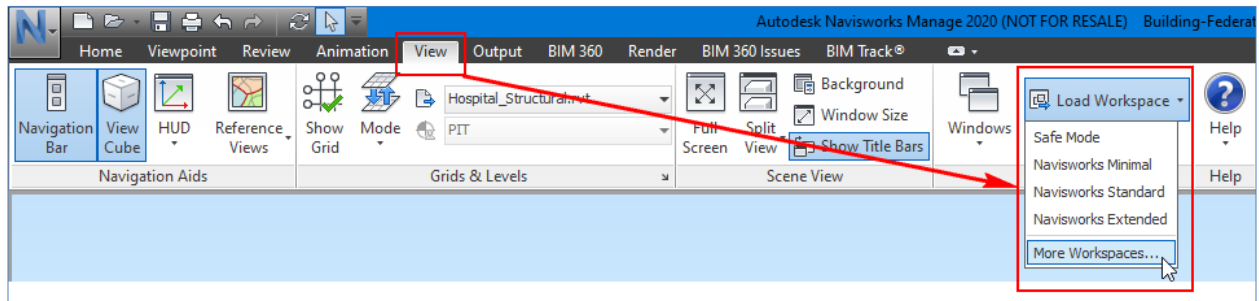 Autodesk Navisworks Manage 2020 (NOT FOR RESALE) Building-Federat
Home Viewpoint Review Animation View Output BIM 360 Render BIM 360 Issues BIM Track®
Navigation Bar
View Cube
HUD
Reference Views
Navigation Aids
Show Grid
Mode
Hospital_Structural.rvt
PIT
Grids & Levels
Full Screen
Split View
Background
Window Size
Show Title Bars
Scene View
Windows
Load Workspace
Safe Mode
Navisworks Minimal
Navisworks Standard
Navisworks Extended
More Workspaces...
Help
Help